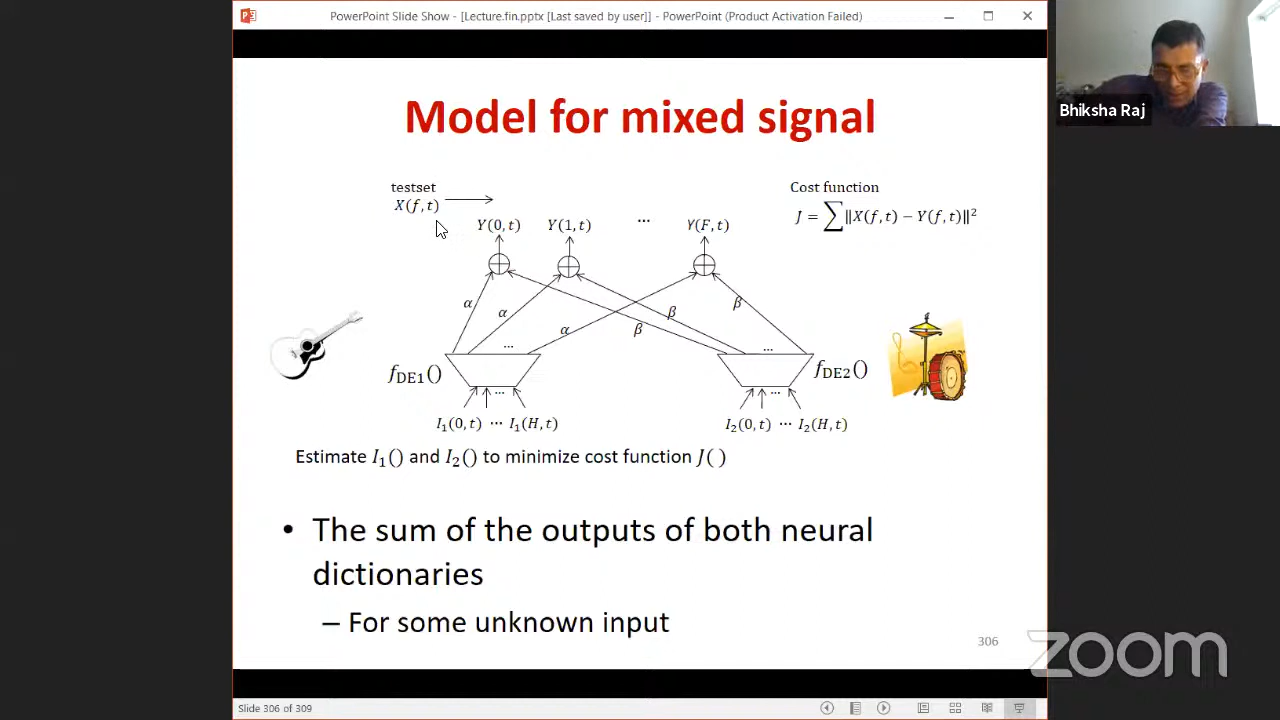 PowerPoint Slide Show - [Lecture.fin.pptx [Last saved by user]] - PowerPoint (Product Activation Failed)
Bhiksha Raj
Model for mixed signal
testset
X(f,t)
Cost function
J = ∑‖X(f,t) − Y(f,t)‖²
Y(0,t) Y(1,t) ... Y(F,t)
α α α β β β
... ...
f_DE1() f_DE2()
... ...
I₁(0,t) ... I₁(H,t) I₂(0,t) ... I₂(H,t)
Estimate I₁() and I₂() to minimize cost function J( )
• The sum of the outputs of both neural
dictionaries
– For some unknown input
306
zoom
Slide 306 of 309